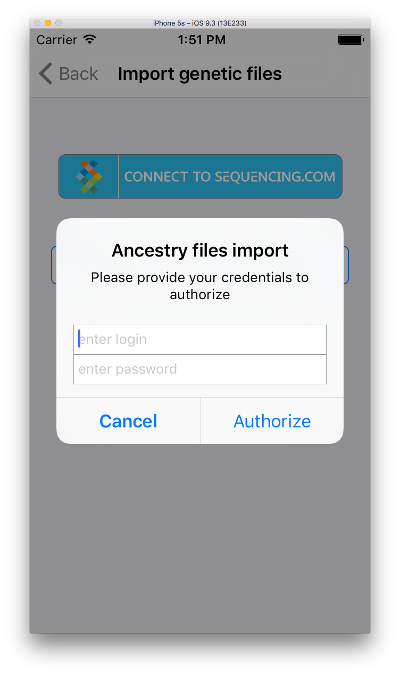 iPhone 5s – iOS 9.3 (13E233)
Carrier 1:51 PM
Back Import genetic files
CONNECT TO SEQUENCING.COM
Ancestry files import
Please provide your credentials to
authorize
enter login
enter password
Cancel Authorize